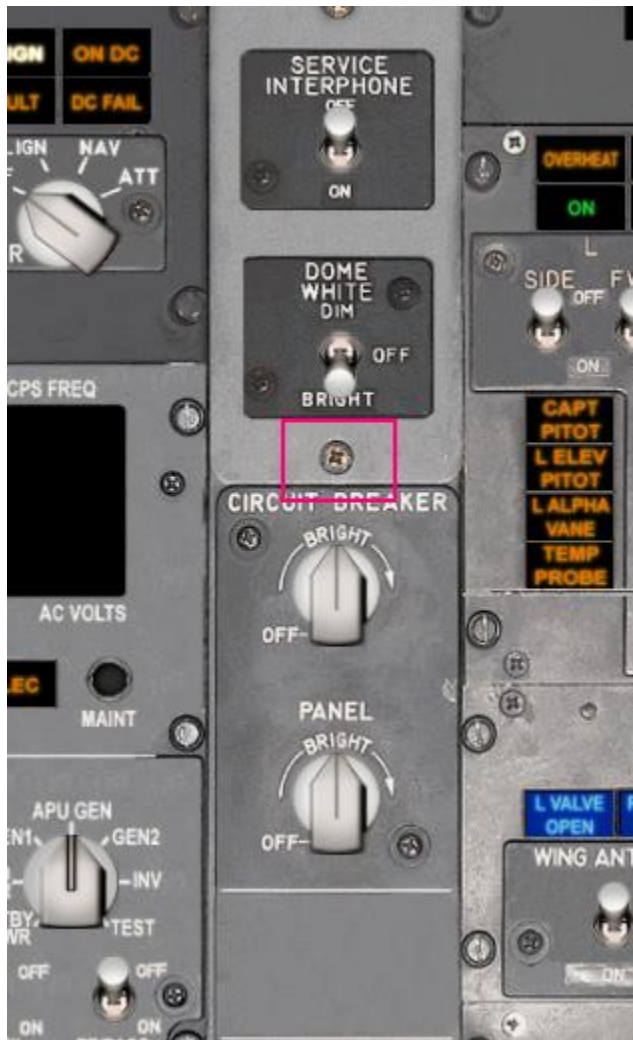 ON DC
DC FAIL
NAV
ATT
SERVICE
INTERPHONE
OFF
ON
DOME
WHITE
DIM
OFF
BRIGHT
OVERHEAT
ON
L
SIDE
OFF
ON
CAPT
PITOT
L ELEV
PITOT
L ALPHA
VANE
TEMP
PROBE
CPS FREQ
AC VOLTS
MAINT
CIRCUIT BREAKER
BRIGHT
OFF
PANEL
BRIGHT
OFF
APU GEN
GEN2
INV
TEST
OFF
OFF
ON
ON
L VALVE
OPEN
WING ANT
ON